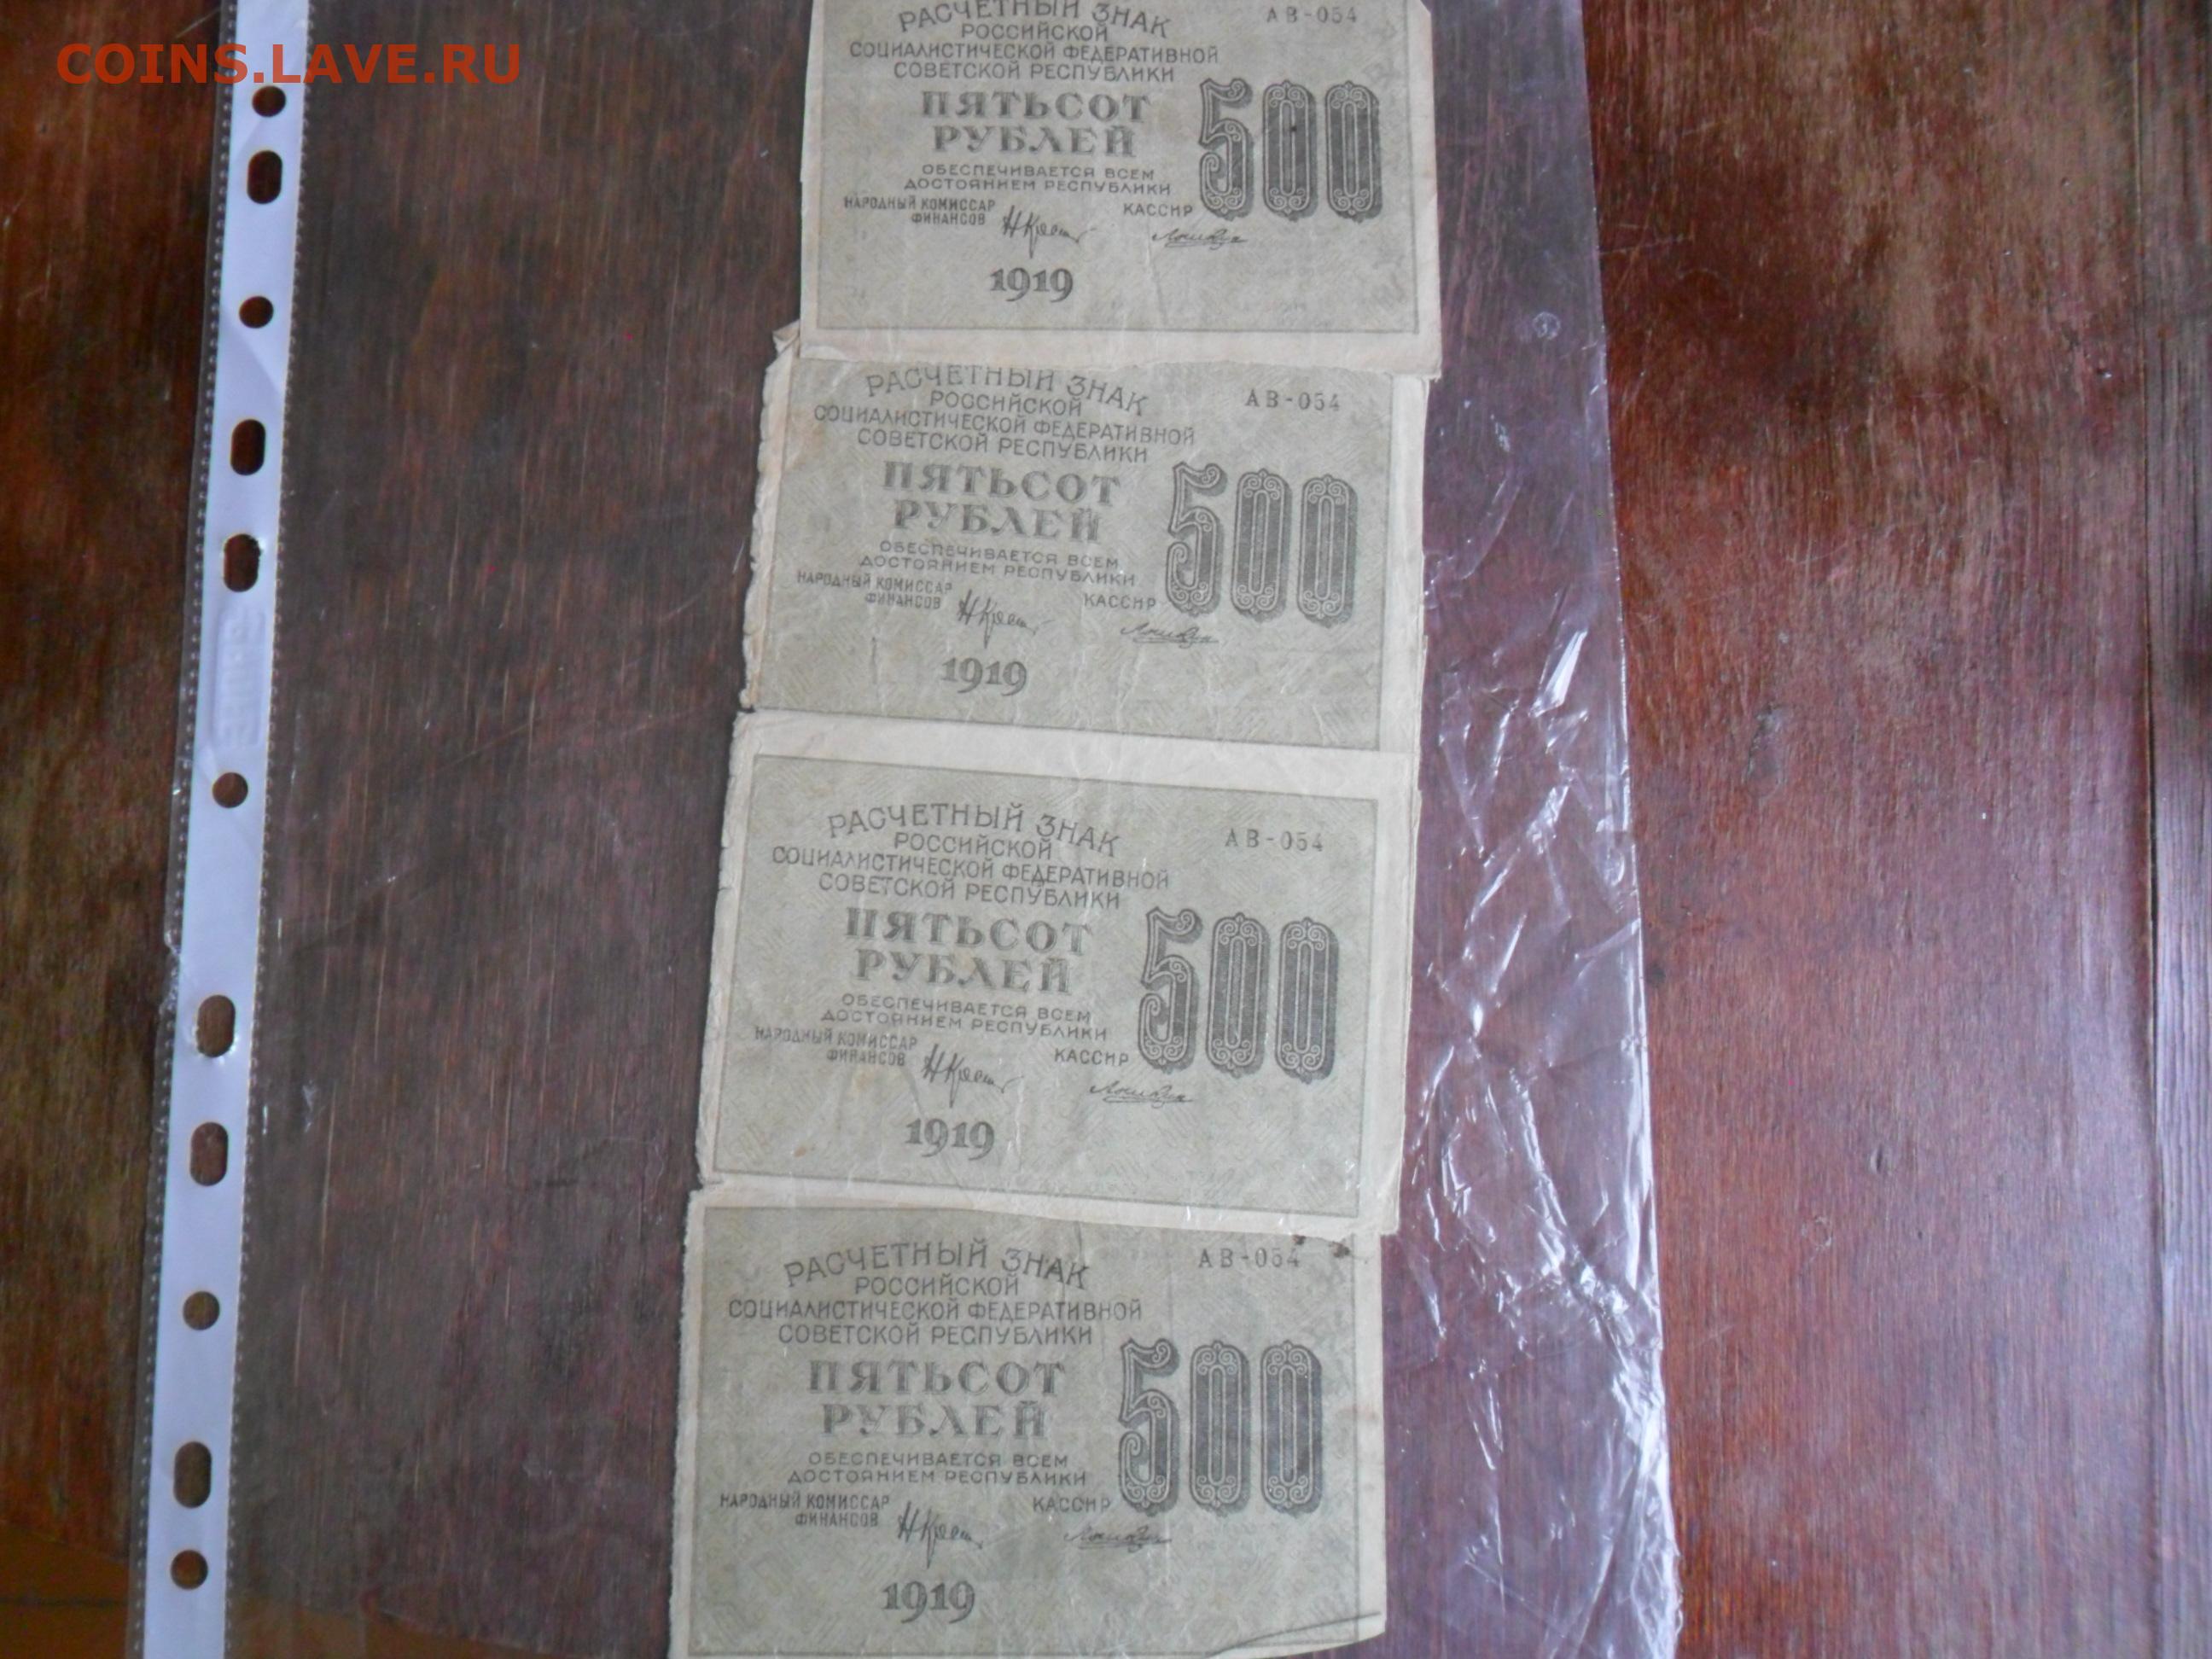 COINS.LAVE.RU
РАСЧЕТНЫЙ ЗНАК
АВ-054
РОССИЙСКОЙ
СОЦИАЛИСТИЧЕСКОЙ ФЕДЕРАТИВНОЙ
СОВЕТСКОЙ РЕСПУБЛИКИ
ПЯТЬСОТ
РУБЛЕЙ
500
ОБЕСПЕЧИВАЕТСЯ ВСЕМ
ДОСТОЯНИЕМ РЕСПУБЛИКИ
НАРОДНЫЙ КОМИССАР
ФИНАНСОВ
КАССИР
1919
РАСЧЕТНЫЙ ЗНАК
АВ-054
РОССИЙСКОЙ
СОЦИАЛИСТИЧЕСКОЙ ФЕДЕРАТИВНОЙ
СОВЕТСКОЙ РЕСПУБЛИКИ
ПЯТЬСОТ
РУБЛЕЙ
500
ОБЕСПЕЧИВАЕТСЯ ВСЕМ
ДОСТОЯНИЕМ РЕСПУБЛИКИ
НАРОДНЫЙ КОМИССАР
ФИНАНСОВ
КАССИР
1919
РАСЧЕТНЫЙ ЗНАК
АВ-054
РОССИЙСКОЙ
СОЦИАЛИСТИЧЕСКОЙ ФЕДЕРАТИВНОЙ
СОВЕТСКОЙ РЕСПУБЛИКИ
ПЯТЬСОТ
РУБЛЕЙ
500
ОБЕСПЕЧИВАЕТСЯ ВСЕМ
ДОСТОЯНИЕМ РЕСПУБЛИКИ
НАРОДНЫЙ КОМИССАР
ФИНАНСОВ
КАССИР
1919
РАСЧЕТНЫЙ ЗНАК
АВ-054
РОССИЙСКОЙ
СОЦИАЛИСТИЧЕСКОЙ ФЕДЕРАТИВНОЙ
СОВЕТСКОЙ РЕСПУБЛИКИ
ПЯТЬСОТ
РУБЛЕЙ
500
ОБЕСПЕЧИВАЕТСЯ ВСЕМ
ДОСТОЯНИЕМ РЕСПУБЛИКИ
НАРОДНЫЙ КОМИССАР
ФИНАНСОВ
КАССИР
1919